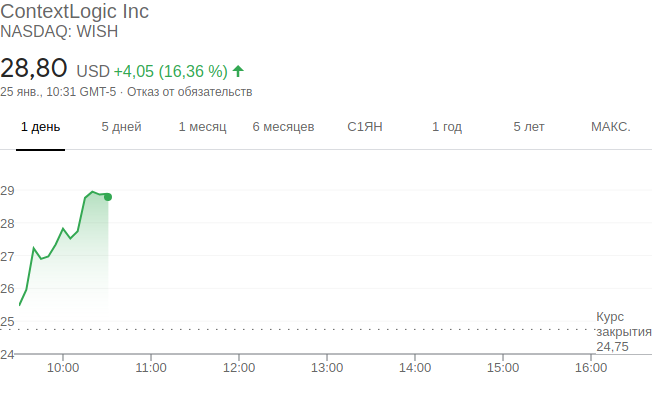 ContextLogic Inc
NASDAQ: WISH
28,80 USD +4,05 (16,36 %)
25 янв., 10:31 GMT-5 · Отказ от обязательств
1 день 5 дней 1 месяц 6 месяцев С1ЯН 1 год 5 лет МАКС.
29
28
27
26
25
Курс
закрытия
24,75
24
10:00 11:00 12:00 13:00 14:00 15:00 16:00